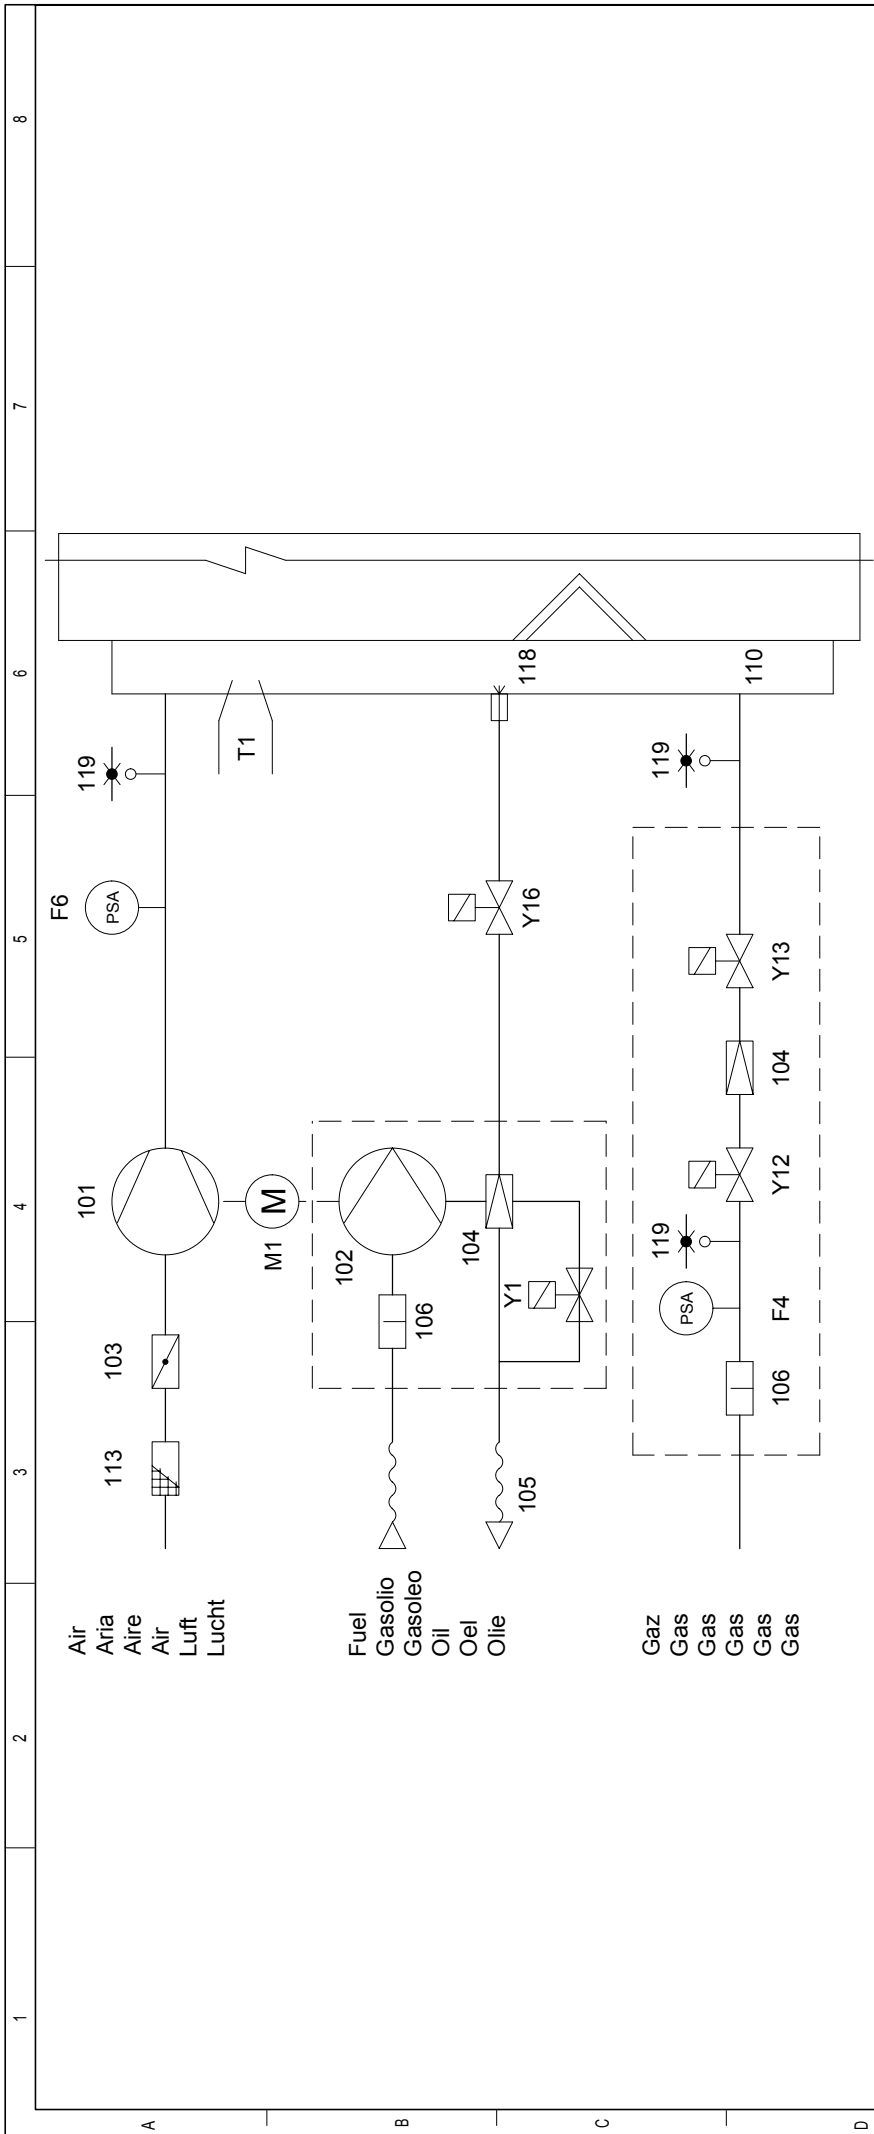 1
2
3
4
5
6
7
8
A
B
C
D
Air
Aria
Aire
Air
Luft
Lucht
113
103
101
F6
PSA
119
T1
M1
M
Fuel
Gasolio
Gasoleo
Oil
Oel
Olie
102
106
104
105
Y1
Y16
118
Gaz
Gas
Gas
Gas
Gas
Gas
106
PSA
F4
119
Y12
104
Y13
119
110